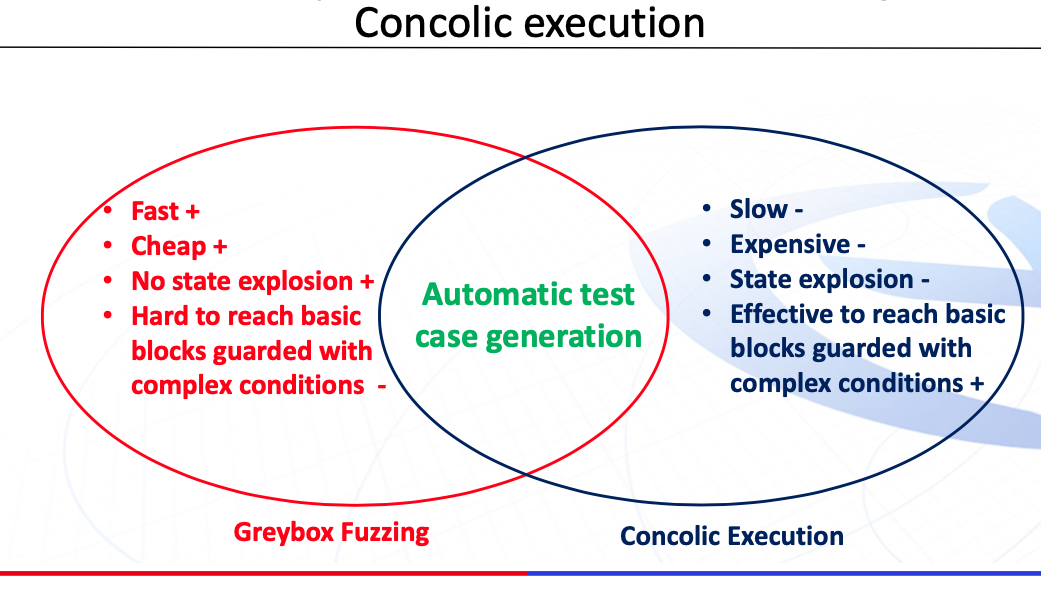 Concolic execution
• Fast +
• Cheap +
• No state explosion +
• Hard to reach basic
blocks guarded with
complex conditions -
Automatic test
case generation
• Slow -
• Expensive -
• State explosion -
• Effective to reach basic
blocks guarded with
complex conditions +
Greybox Fuzzing
Concolic Execution